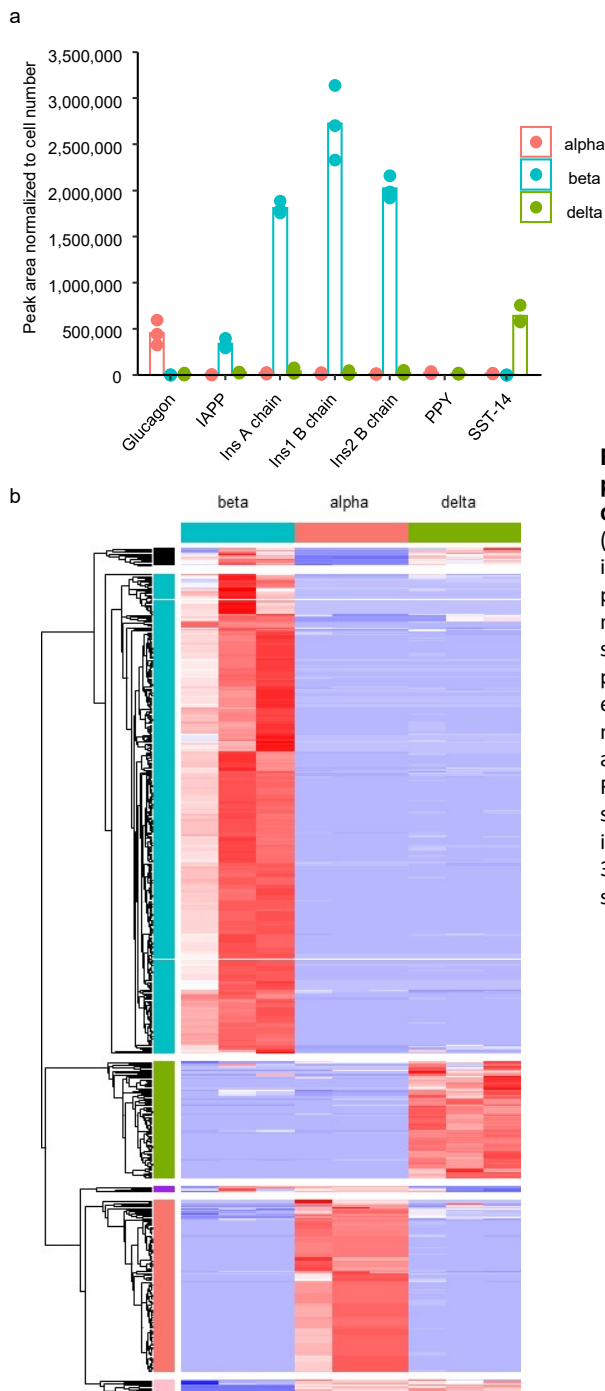 a
Peak area normalized to cell number
3,500,000
3,000,000
2,500,000
2,000,000
1,500,000
1,000,000
500,000
0
Glucagon
IAPP
Ins A chain
Ins1 B chain
Ins2 B chain
PPY
SST-14
alpha
beta
delta
b
beta alpha delta
(
i
p
r
s
p
e
r
a
F
s
i
3
s